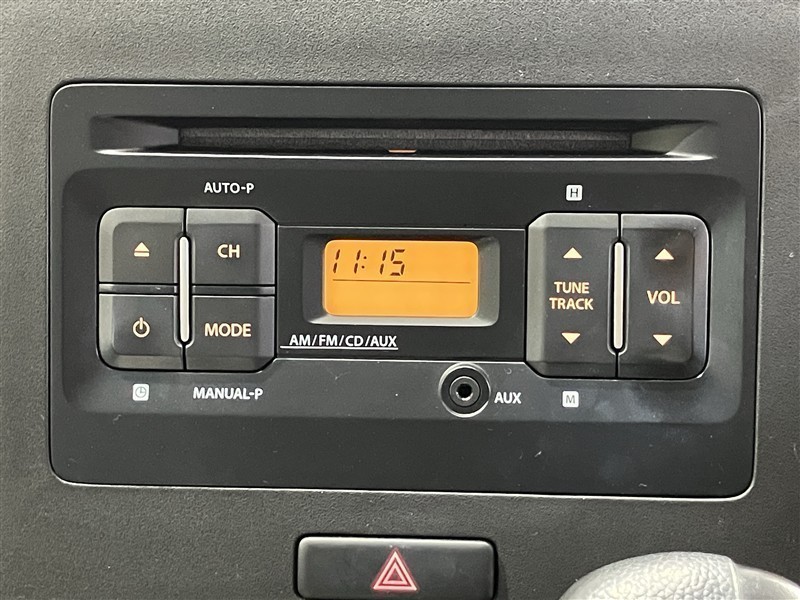 AUTO-P
H
CH
11:15
TUNE
TRACK
VOL
MODE
AM/FM/CD/AUX
MANUAL-P
AUX
M